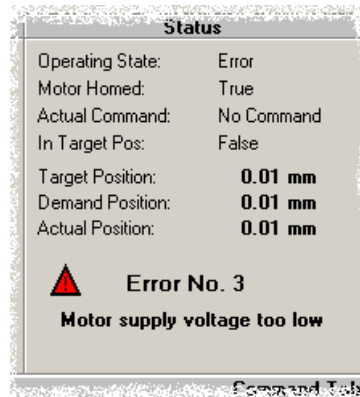 Status
Operating State: Error
Motor Homed: True
Actual Command: No Command
In Target Pos: False
Target Position: 0.01 mm
Demand Position: 0.01 mm
Actual Position: 0.01 mm
Error No. 3
Motor supply voltage too low
Command